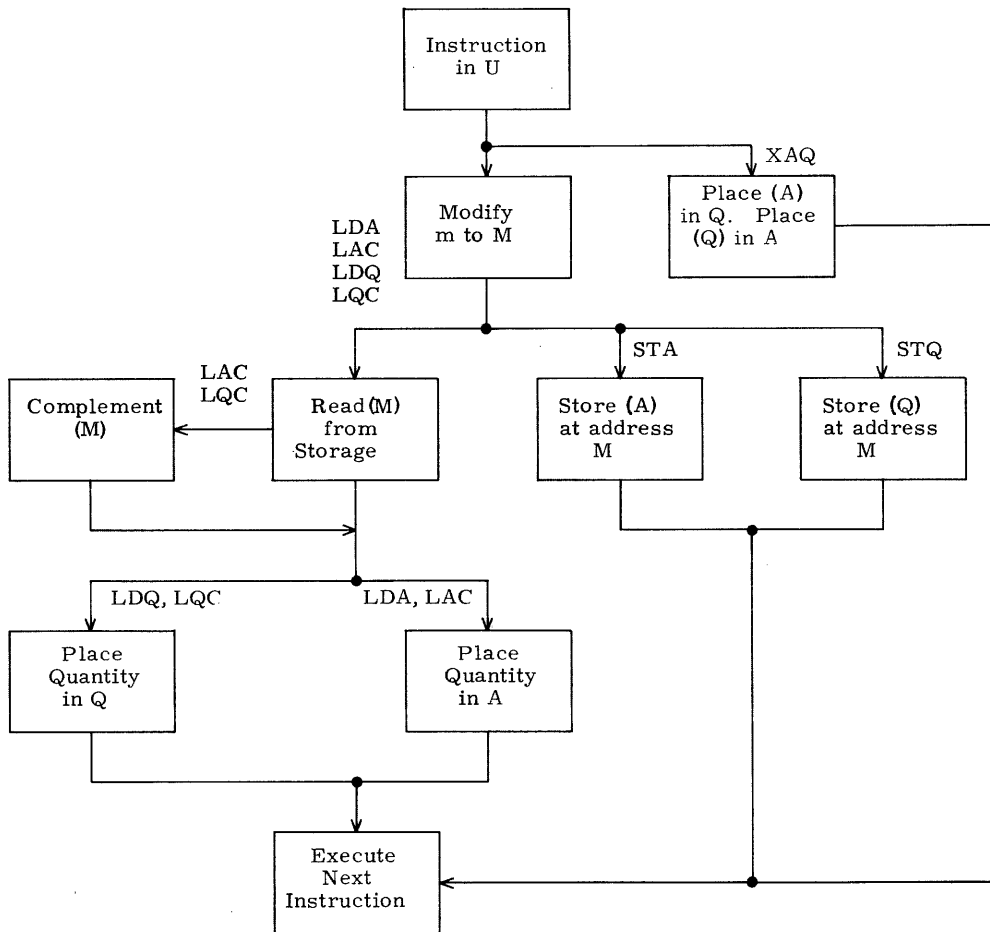 Instruction
in U
XAQ
Place (A)
in Q. Place
(Q) in A
Modify
m to M
LDA
LAC
LDQ
LQC
STA
STQ
LAC
LQC
Complement
(M)
Read (M)
from
Storage
Store (A)
at address
M
Store (Q)
at address
M
LDQ, LQC
LDA, LAC
Place
Quantity
in Q
Place
Quantity
in A
Execute
Next
Instruction